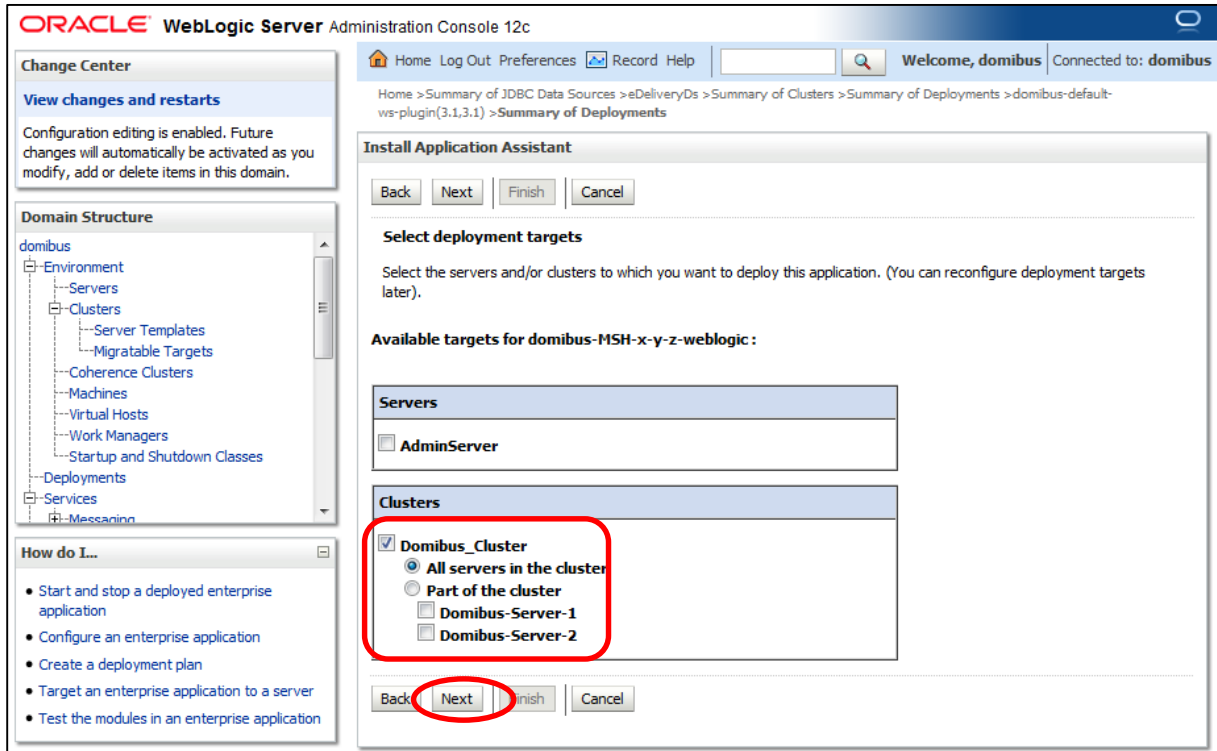 ORACLE WebLogic Server Administration Console 12c
Change Center
View changes and restarts
Configuration editing is enabled. Future
changes will automatically be activated as you
modify, add or delete items in this domain.
Domain Structure
domibus
Environment
Servers
Clusters
Server Templates
Migratable Targets
Coherence Clusters
Machines
Virtual Hosts
Work Managers
Startup and Shutdown Classes
Deployments
Services
Messaging
How do I...
Start and stop a deployed enterprise
application
Configure an enterprise application
Create a deployment plan
Target an enterprise application to a server
Test the modules in an enterprise application
Home Log Out Preferences Record Help
Welcome, domibus Connected to: domibus
Home >Summary of JDBC Data Sources >eDeliveryDs >Summary of Clusters >Summary of Deployments >domibus-default-
ws-plugin(3.1,3.1) >Summary of Deployments
Install Application Assistant
Back Next Finish Cancel
Select deployment targets
Select the servers and/or clusters to which you want to deploy this application. (You can reconfigure deployment targets
later).
Available targets for domibus-MSH-x-y-z-weblogic :
Servers
AdminServer
Clusters
Domibus_Cluster
All servers in the cluster
Part of the cluster
Domibus-Server-1
Domibus-Server-2
Back Next Finish Cancel